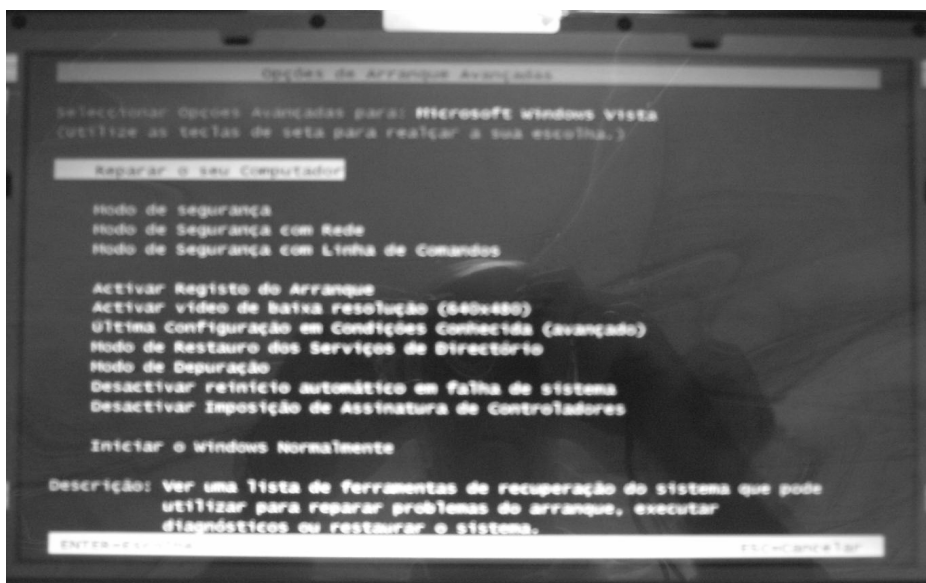 Opções de Arranque Avançadas
Seleccionar Opções Avançadas para: Microsoft Windows Vista
(Utilize as teclas de seta para realçar a sua escolha.)
Reparar o seu Computador
Modo de segurança
Modo de Segurança com Rede
Modo de Segurança com Linha de Comandos
Activar Registo do Arranque
Activar vídeo de baixa resolução (640x480)
Última Configuração em Condições Conhecida (avançado)
Modo de Restauro dos Serviços de Directório
Modo de Depuração
Desactivar reinício automático em falha de sistema
Desactivar Imposição de Assinatura de Controladores
Iniciar o Windows Normalmente
Descrição: Ver uma lista de ferramentas de recuperação do sistema que pode
utilizar para reparar problemas do arranque, executar
diagnósticos ou restaurar o sistema.
ENTER=Escolha
ESC=Cancelar